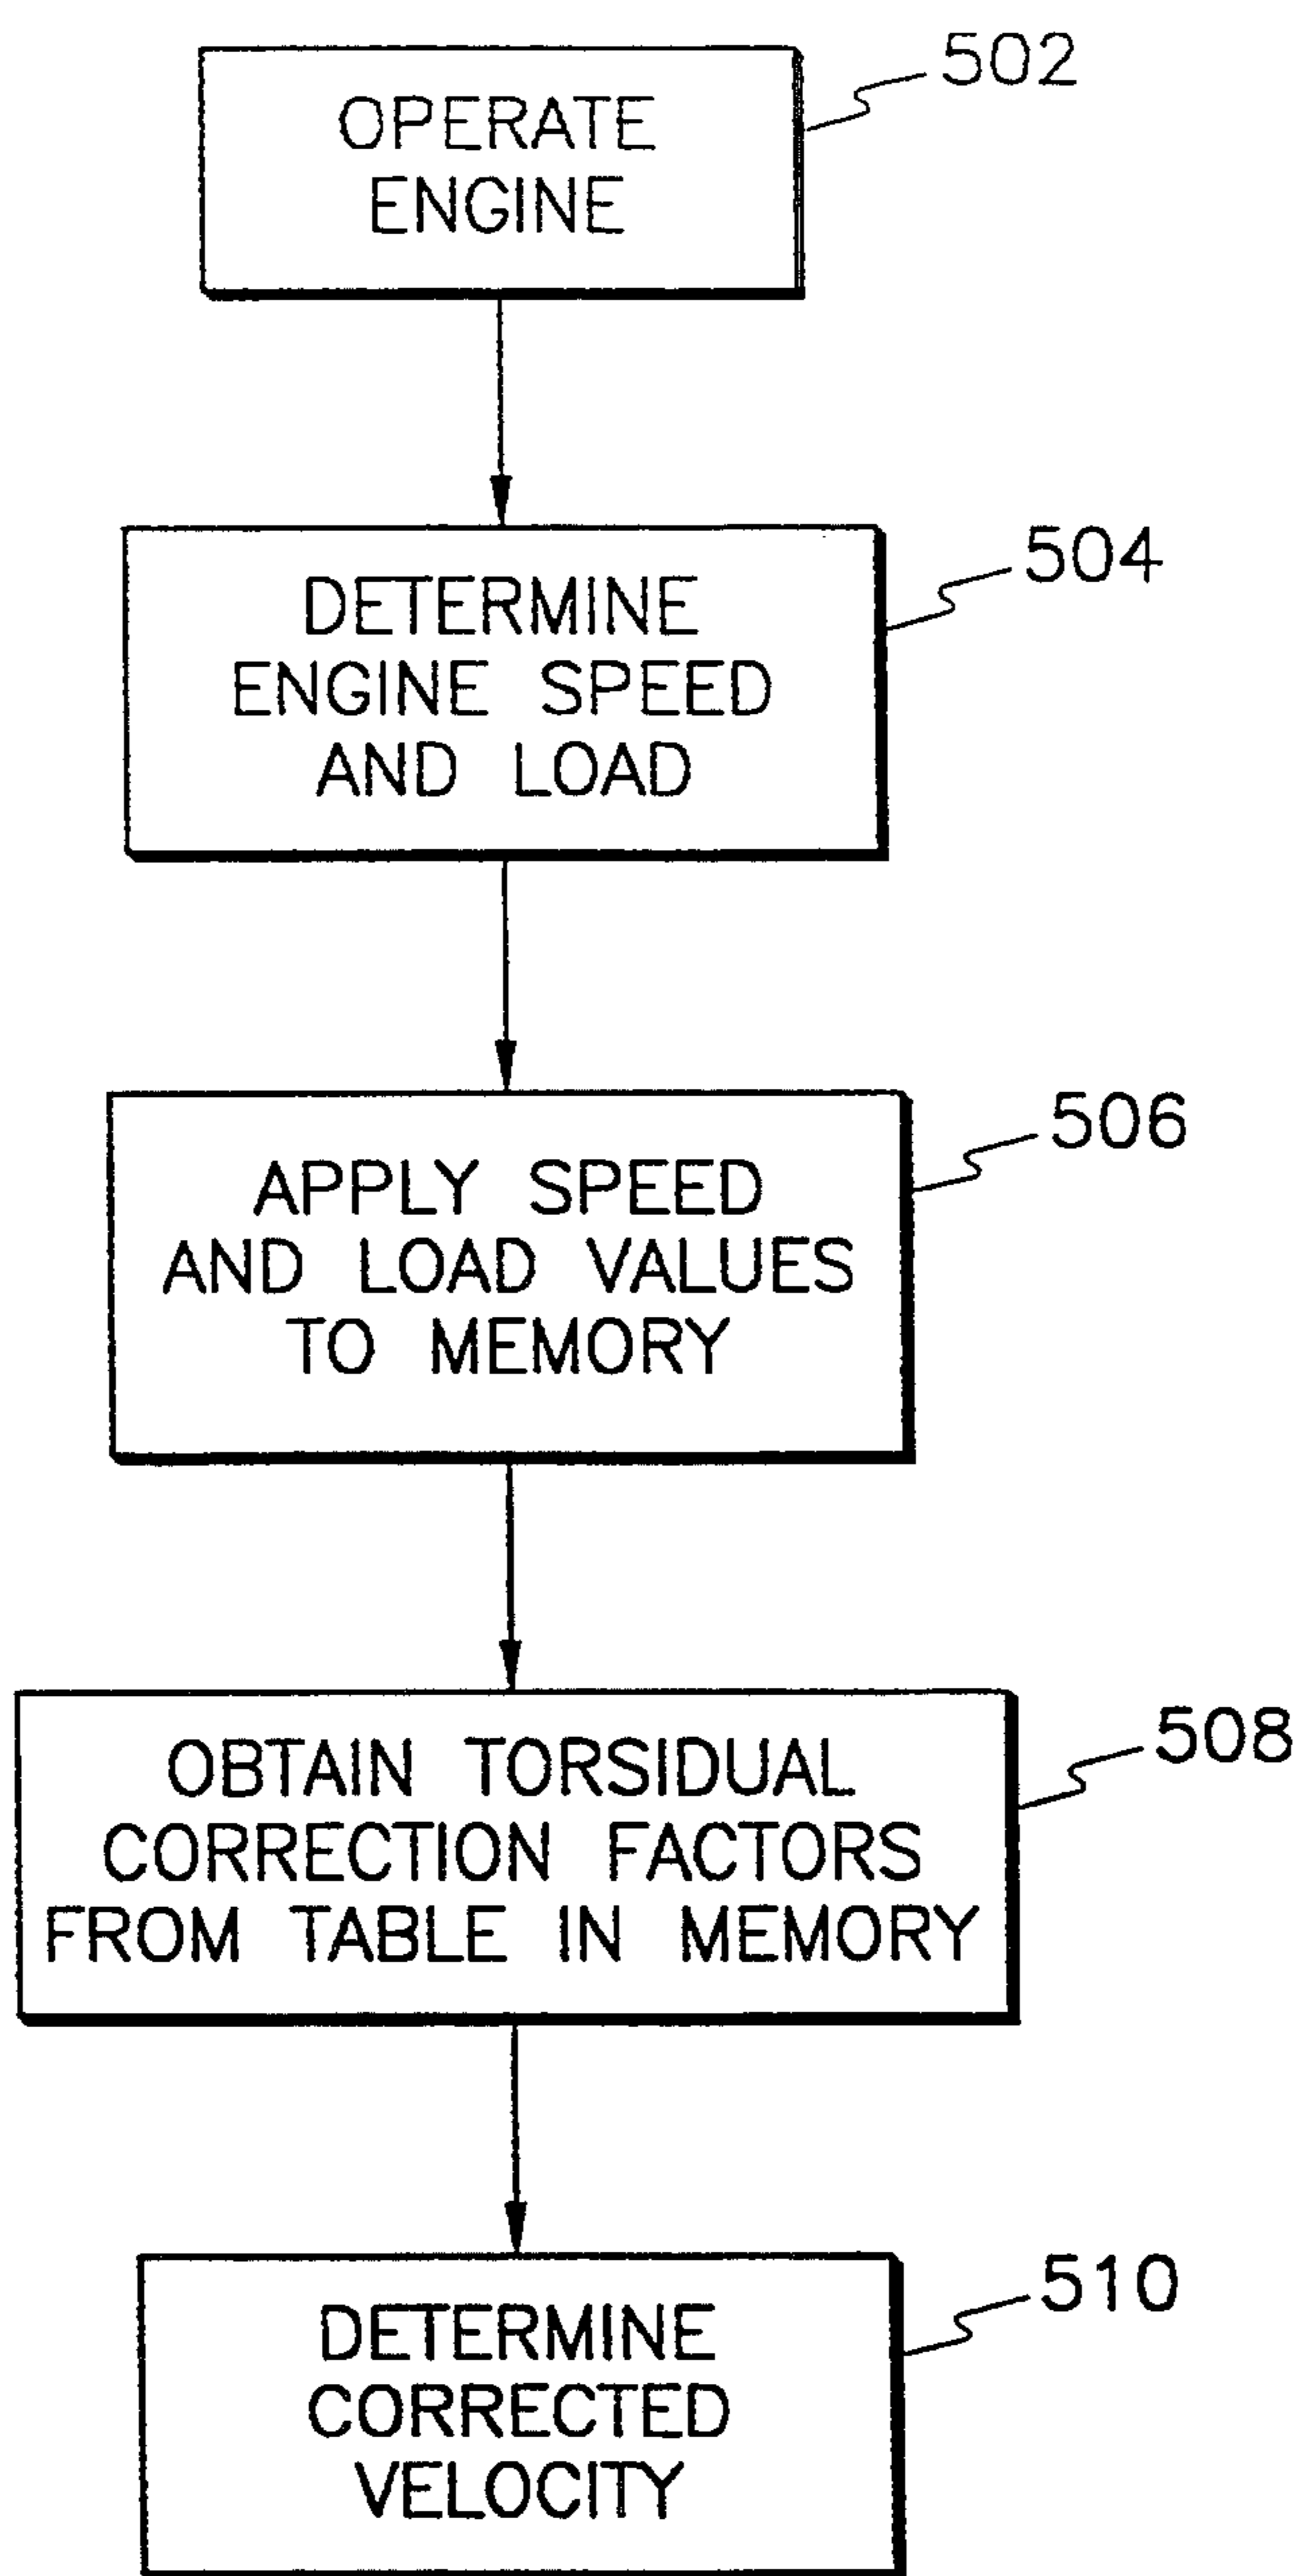 502
OPERATE
ENGINE
504
DETERMINE
ENGINE SPEED
AND LOAD
506
APPLY SPEED
AND LOAD VALUES
TO MEMORY
508
OBTAIN TORSIDUAL
CORRECTION FACTORS
FROM TABLE IN MEMORY
510
DETERMINE
CORRECTED
VELOCITY